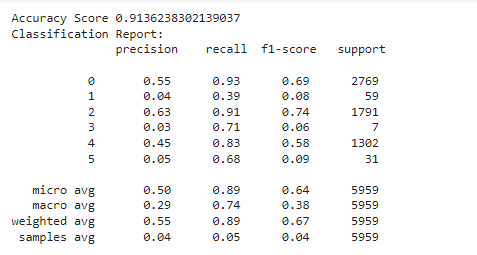 Accuracy Score 0.9136238302139037
Classification Report:
precision recall f1-score support
0 0.55 0.93 0.69 2769
1 0.04 0.39 0.08 59
2 0.63 0.91 0.74 1791
3 0.03 0.71 0.06 7
4 0.45 0.83 0.58 1302
5 0.05 0.68 0.09 31
micro avg 0.50 0.89 0.64 5959
macro avg 0.29 0.74 0.38 5959
weighted avg 0.55 0.89 0.67 5959
samples avg 0.04 0.05 0.04 5959